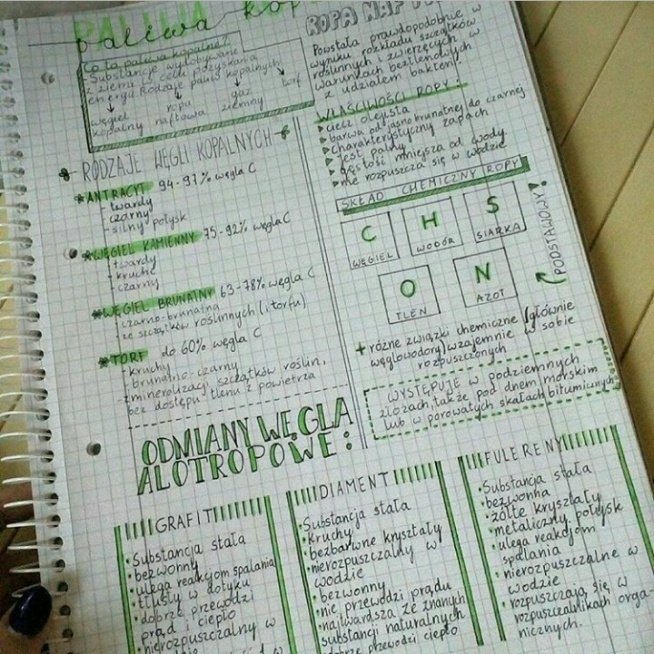 paliwa kop
Co to paliwa kopalne?
Substancje wydobywane
z ziemi w celu pozyskania
energii. Rodzaje paliw kopalnych
węgiel ropa gaz torf
kopalny naftowa ziemny
RODZAJE WĘGLI KOPALNYCH
*ANTRACYT 94-97% węgla C
- twardy
- czarny
- silny połysk
*WĘGIEL KAMIENNY 75-92% węgla C
- twardy
- kruchy
- czarny
*WĘGIEL BRUNATNY 63-78% węgla C
- czarno-brunatna
- ze szczątków roślinnych (i torfu)
*TORF do 60% węgla C
- kruchy
- brunatno-czarny
- zmineralizacji szczątków roślin,
bez dostępu tlenu z powietrza
ROPA NAF
Powstała prawdopodobnie w
wyniku rozkładu szczątków
roślinnych i zwierzęcych w
warunkach beztlenowych
z udziałem bakterii.
WŁAŚCIWOŚCI ROPY:
ciecz oleista
barwa od jasno brunatnej do czarnej
charakterystyczny zapach
jest palna
gęstość mniejsza od wody
nie rozpuszcza się w wodzie
SKŁAD CHEMICZNY ROPY
C H S
WĘGIEL WODÓR SIARKA
O N
TLEN AZOT
PODSTAWOWY!
+ różne związki chemiczne (głównie
węglowodory) wzajemnie w sobie
rozpuszczonych
WYSTĘPUJE w podziemnych
złożach, także pod dnem morskim
lub w porowatych skałach bitumicznych
ODMIANY WĘGLA
ALOTROPOWE:
GRAFIT
• Substancja stała
• bezwonny
• ulega reakcjom spalania
• tłusty w dotyku
• dobrze przewodzi
prąd i ciepło
• nierozpuszczalny w
DIAMENT
• Substancja stała
• Kruchy
• bezbarwne kryształy
• nierozpuszczalny w
wodzie
• bezwonny
• nie przewodzi prądu
• najtwardsza ze znanych
substancji naturalnych
• dobrze przewodzi ciepło
FULERENY
• Substancja stała
• bezwonna
• żółte kryształy
• metaliczny połysk
• ulega reakcjom
spalania
• nierozpuszczalne w
wodzie
• rozpuszczają się w
rozpuszczalnikach orga-
nicznych.